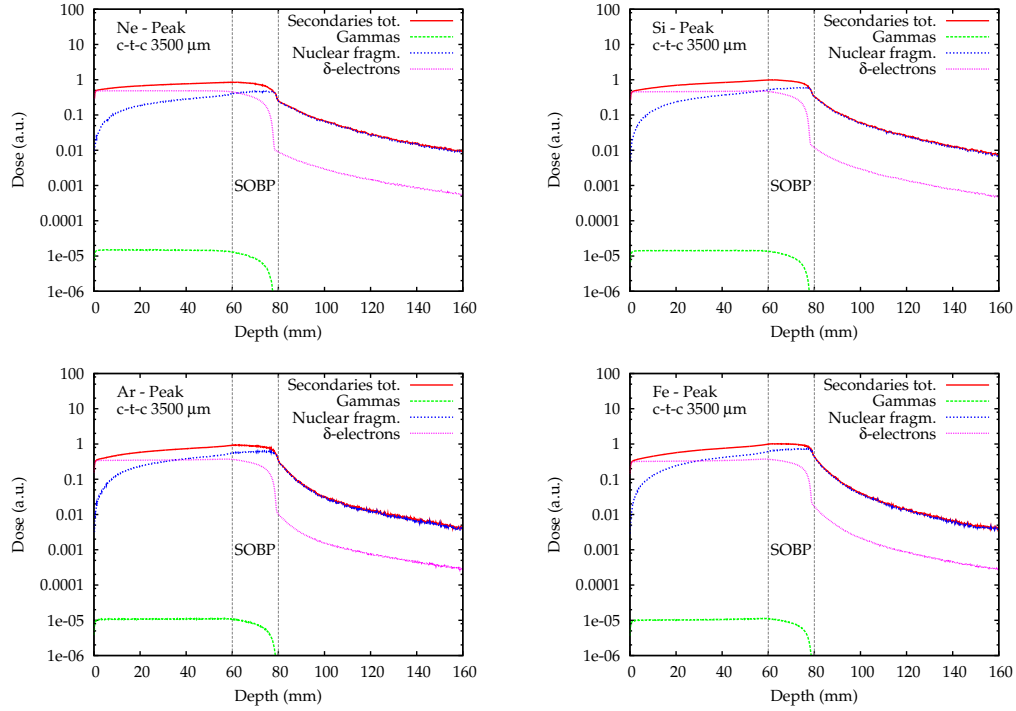 Ne - Peak
c-t-c 3500 µm
Secondaries tot.
Gammas
Nuclear fragm.
δ-electrons
100
10
1
0.1
0.01
0.001
0.0001
1e-05
1e-06
Dose (a.u.)
SOBP
0 20 40 60 80 100 120 140 160
Depth (mm)
Si - Peak
c-t-c 3500 µm
Secondaries tot.
Gammas
Nuclear fragm.
δ-electrons
100
10
1
0.1
0.01
0.001
0.0001
1e-05
1e-06
Dose (a.u.)
SOBP
0 20 40 60 80 100 120 140 160
Depth (mm)
Ar - Peak
c-t-c 3500 µm
Secondaries tot.
Gammas
Nuclear fragm.
δ-electrons
100
10
1
0.1
0.01
0.001
0.0001
1e-05
1e-06
Dose (a.u.)
SOBP
0 20 40 60 80 100 120 140 160
Depth (mm)
Fe - Peak
c-t-c 3500 µm
Secondaries tot.
Gammas
Nuclear fragm.
δ-electrons
100
10
1
0.1
0.01
0.001
0.0001
1e-05
1e-06
Dose (a.u.)
SOBP
0 20 40 60 80 100 120 140 160
Depth (mm)